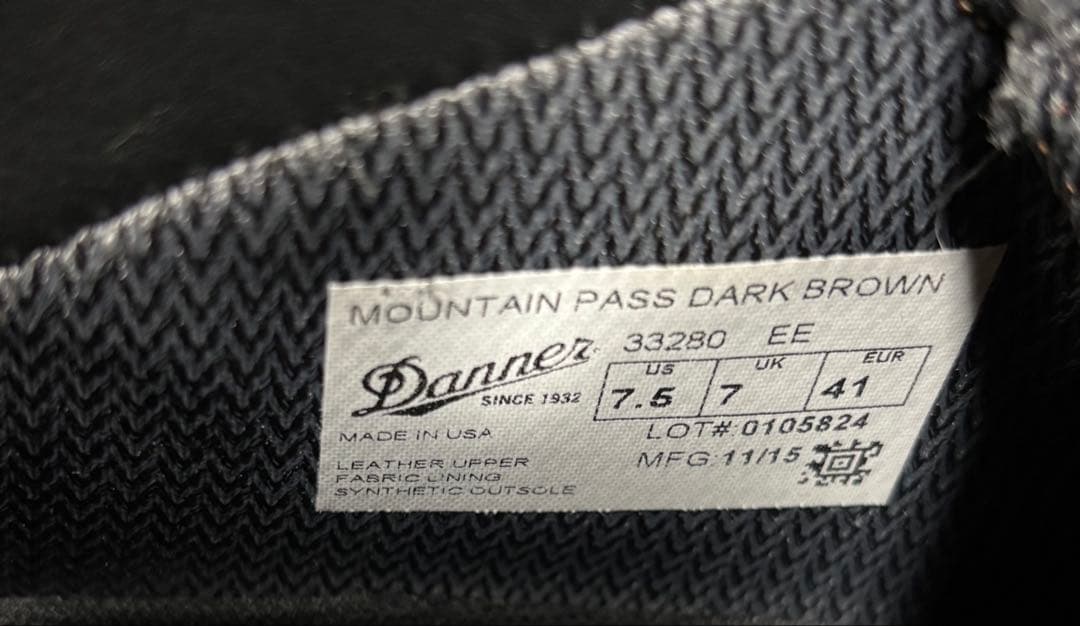 MOUNTAIN PASS DARK BROWN
Danner
SINCE 1932
33280 EE
US UK EUR
7.5 7 41
MADE IN USA
LOT# 0105824
MFG 11/15
LEATHER UPPER
FABRIC LINING
SYNTHETIC OUTSOLE